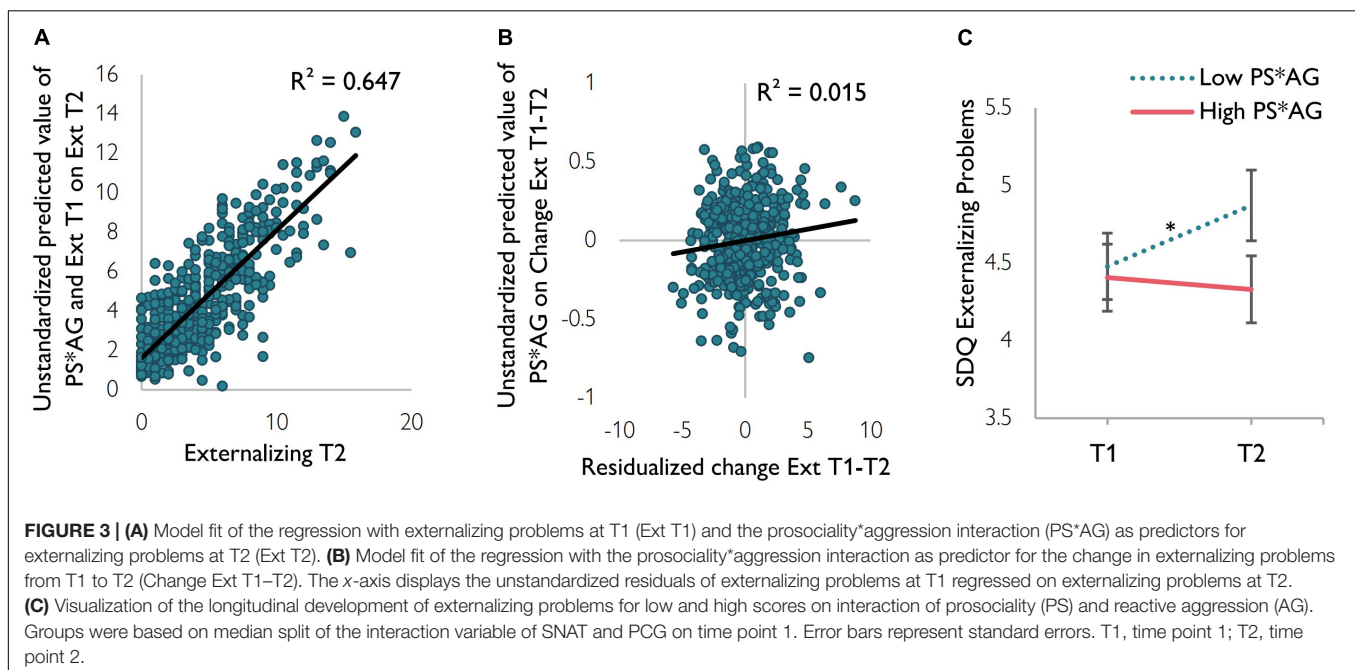 A
Unstandardized predicted value of
PS*AG and Ext T1 on Ext T2
R² = 0.647
16
14
12
10
8
6
4
2
0
0
10
20
Externalizing T2
B
Unstandardized predicted value of
PS*AG on Change Ext T1-T2
R² = 0.015
1
0.5
0
-0.5
-1
-10
-5
0
5
10
Residualized change Ext T1-T2
C
Low PS*AG
High PS*AG
SDQ Externalizing Problems
5.5
5
4.5
4
3.5
*
T1
T2
FIGURE 3 | (A) Model fit of the regression with externalizing problems at T1 (Ext T1) and the prosociality*aggression interaction (PS*AG) as predictors for
externalizing problems at T2 (Ext T2). (B) Model fit of the regression with the prosociality*aggression interaction as predictor for the change in externalizing problems
from T1 to T2 (Change Ext T1–T2). The x-axis displays the unstandardized residuals of externalizing problems at T1 regressed on externalizing problems at T2.
(C) Visualization of the longitudinal development of externalizing problems for low and high scores on interaction of prosociality (PS) and reactive aggression (AG).
Groups were based on median split of the interaction variable of SNAT and PCG on time point 1. Error bars represent standard errors. T1, time point 1; T2, time
point 2.